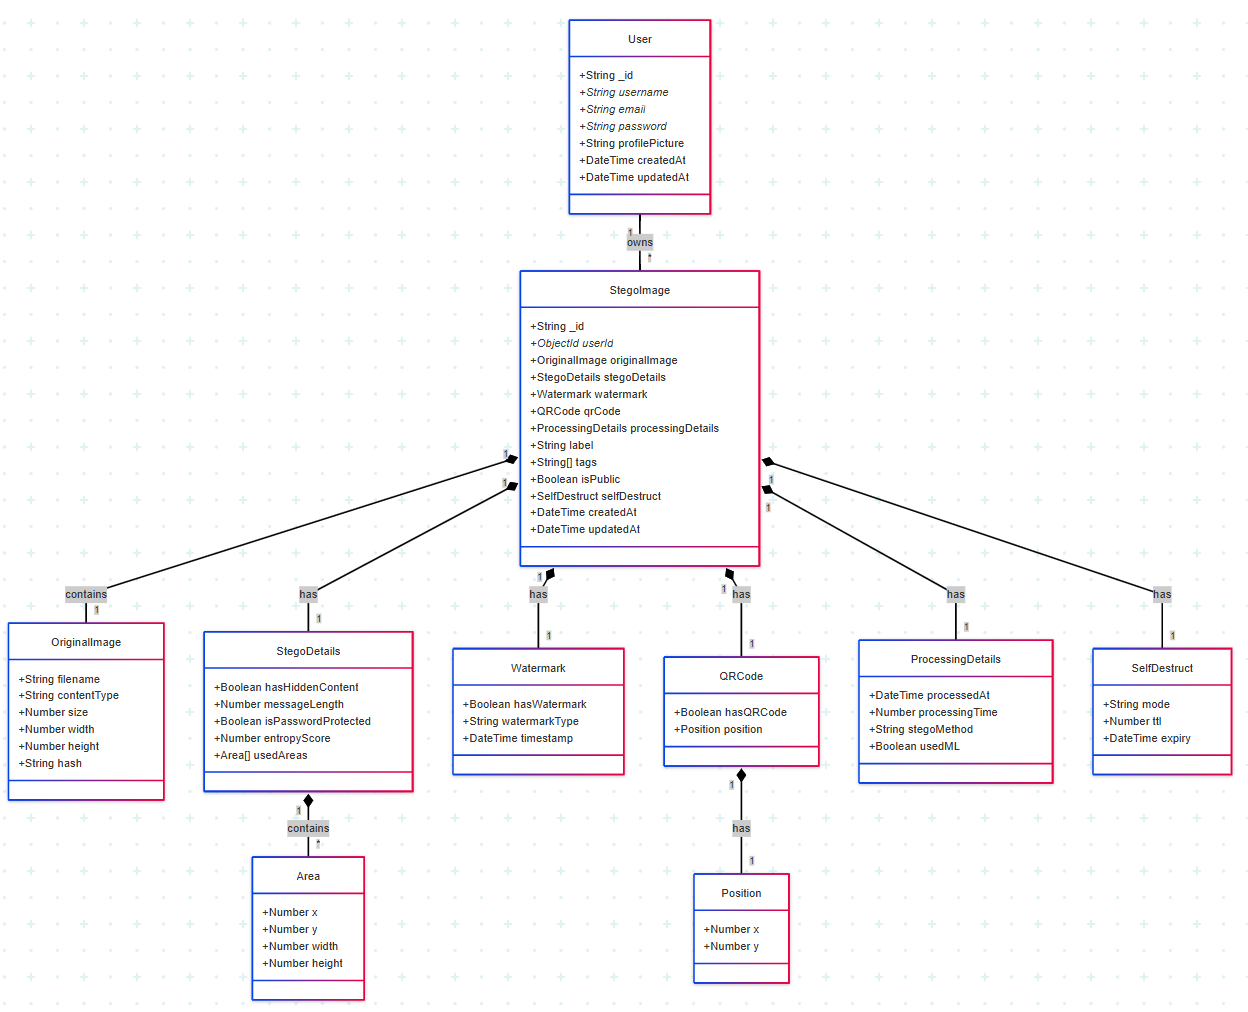 User
+String _id
+String username
+String email
+String password
+String profilePicture
+DateTime createdAt
+DateTime updatedAt
1
owns
*
StegoImage
+String _id
+ObjectId userId
+OriginalImage originalImage
+StegoDetails stegoDetails
+Watermark watermark
+QRCode qrCode
+ProcessingDetails processingDetails
+String label
+String[] tags
+Boolean isPublic
+SelfDestruct selfDestruct
+DateTime createdAt
+DateTime updatedAt
1
1
1
1
1
1
contains
has
has
has
has
has
1
1
1
1
1
1
OriginalImage
+String filename
+String contentType
+Number size
+Number width
+Number height
+String hash
StegoDetails
+Boolean hasHiddenContent
+Number messageLength
+Boolean isPasswordProtected
+Number entropyScore
+Area[] usedAreas
Watermark
+Boolean hasWatermark
+String watermarkType
+DateTime timestamp
QRCode
+Boolean hasQRCode
+Position position
ProcessingDetails
+DateTime processedAt
+Number processingTime
+String stegoMethod
+Boolean usedML
SelfDestruct
+String mode
+Number ttl
+DateTime expiry
1
contains
*
Area
+Number x
+Number y
+Number width
+Number height
1
has
1
Position
+Number x
+Number y